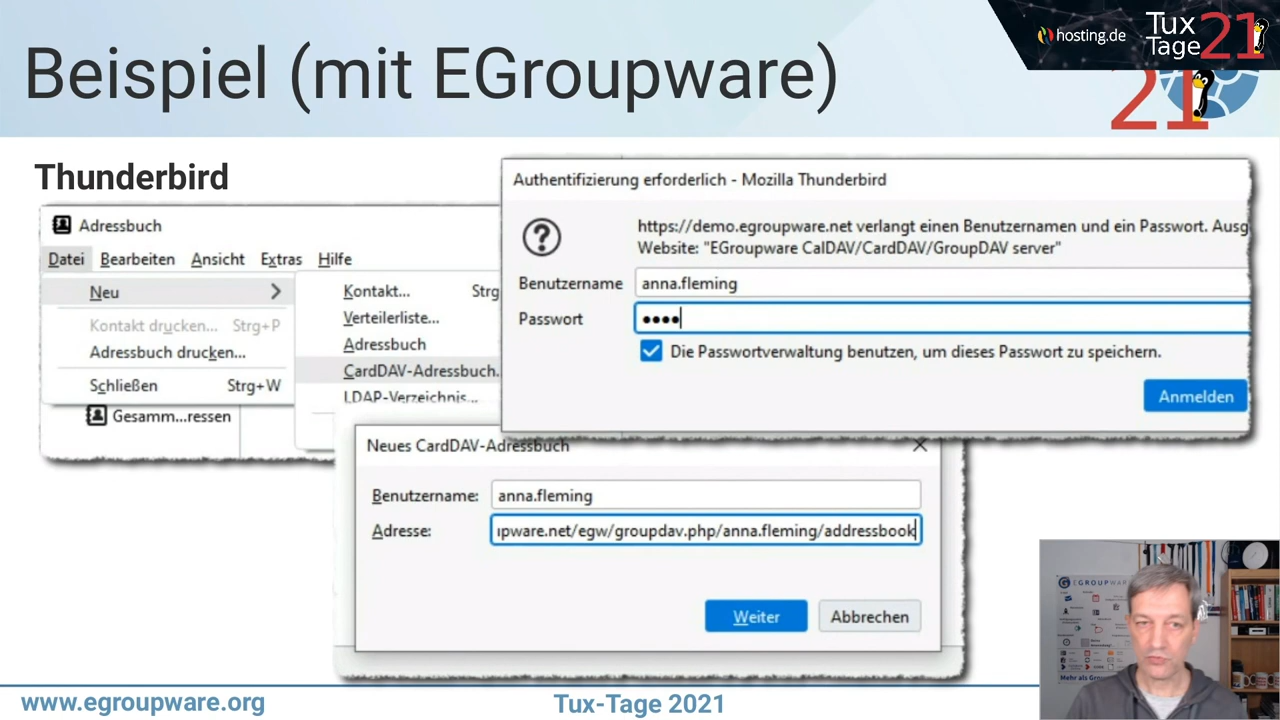 Beispiel (mit EGroupware)
hosting.de
Tux
Tage
21
21
Thunderbird
Adressbuch
Datei Bearbeiten Ansicht Extras Hilfe
Neu
Kontakt drucken... Strg+P
Adressbuch drucken...
Schließen Strg+W
Gesamm...ressen
Kontakt... Strg
Verteilerliste...
Adressbuch
CardDAV-Adressbuch.
LDAP-Verzeichnis...
Authentifizierung erforderlich - Mozilla Thunderbird
https://demo.egroupware.net verlangt einen Benutzernamen und ein Passwort. Ausg
Website: "EGroupware CalDAV/CardDAV/GroupDAV server"
Benutzername anna.fleming
Passwort ••••
Die Passwortverwaltung benutzen, um dieses Passwort zu speichern.
Anmelden
Neues CardDAV-Adressbuch
Benutzername: anna.fleming
Adresse: ıpware.net/egw/groupdav.php/anna.fleming/addressbook
Weiter Abbrechen
EGROUPWARE
Mehr als Grou
www.egroupware.org
Tux-Tage 2021